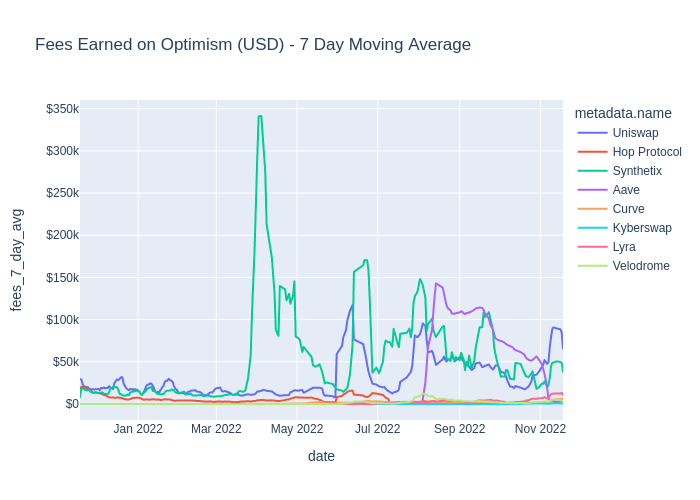 Fees Earned on Optimism (USD) - 7 Day Moving Average
metadata.name
Uniswap
Hop Protocol
Synthetix
Aave
Curve
Kyberswap
Lyra
Velodrome
fees_7_day_avg
$350k
$300k
$250k
$200k
$150k
$100k
$50k
$0
Jan 2022
Mar 2022
May 2022
Jul 2022
Sep 2022
Nov 2022
date